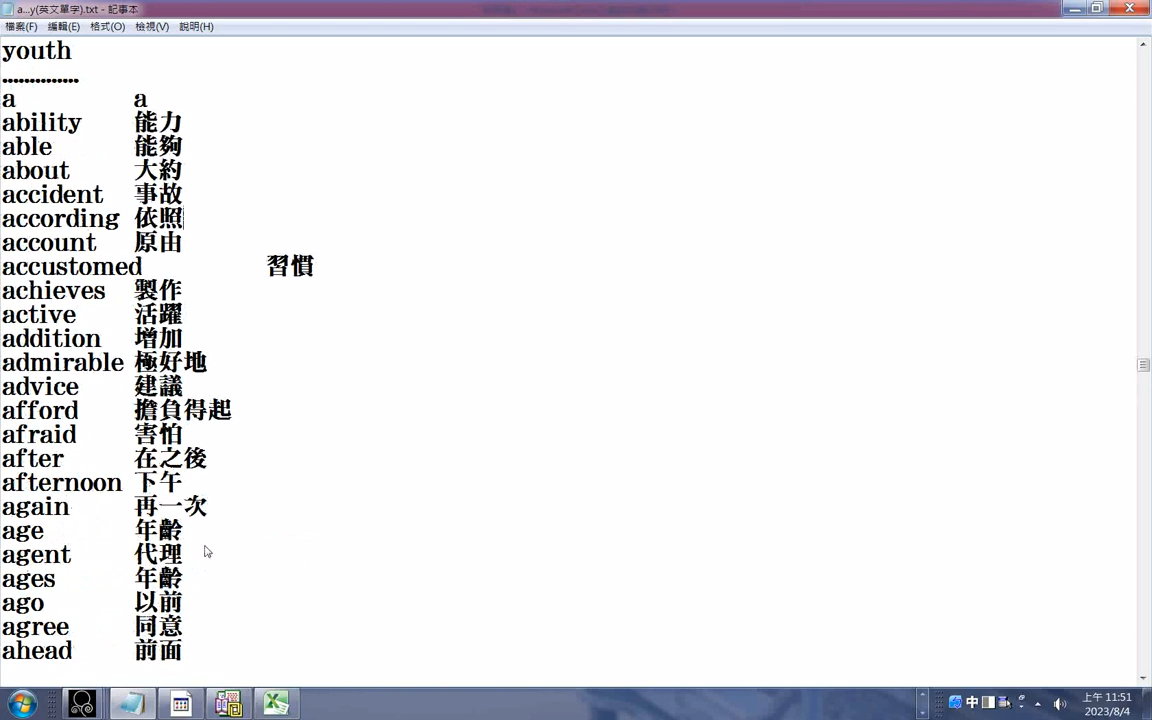 a...y(英文單字).txt - 記事本
檔案(F) 編輯(E) 格式(O) 檢視(V) 說明(H)
youth
..............
a a
ability 能力
able 能夠
about 大約
accident 事故
according 依照
account 原由
accustomed 習慣
achieves 製作
active 活躍
addition 增加
admirable 極好地
advice 建議
afford 擔負得起
afraid 害怕
after 在之後
afternoon 下午
again 再一次
age 年齡
agent 代理
ages 年齡
ago 以前
agree 同意
ahead 前面
中
上午 11:51
2023/8/4